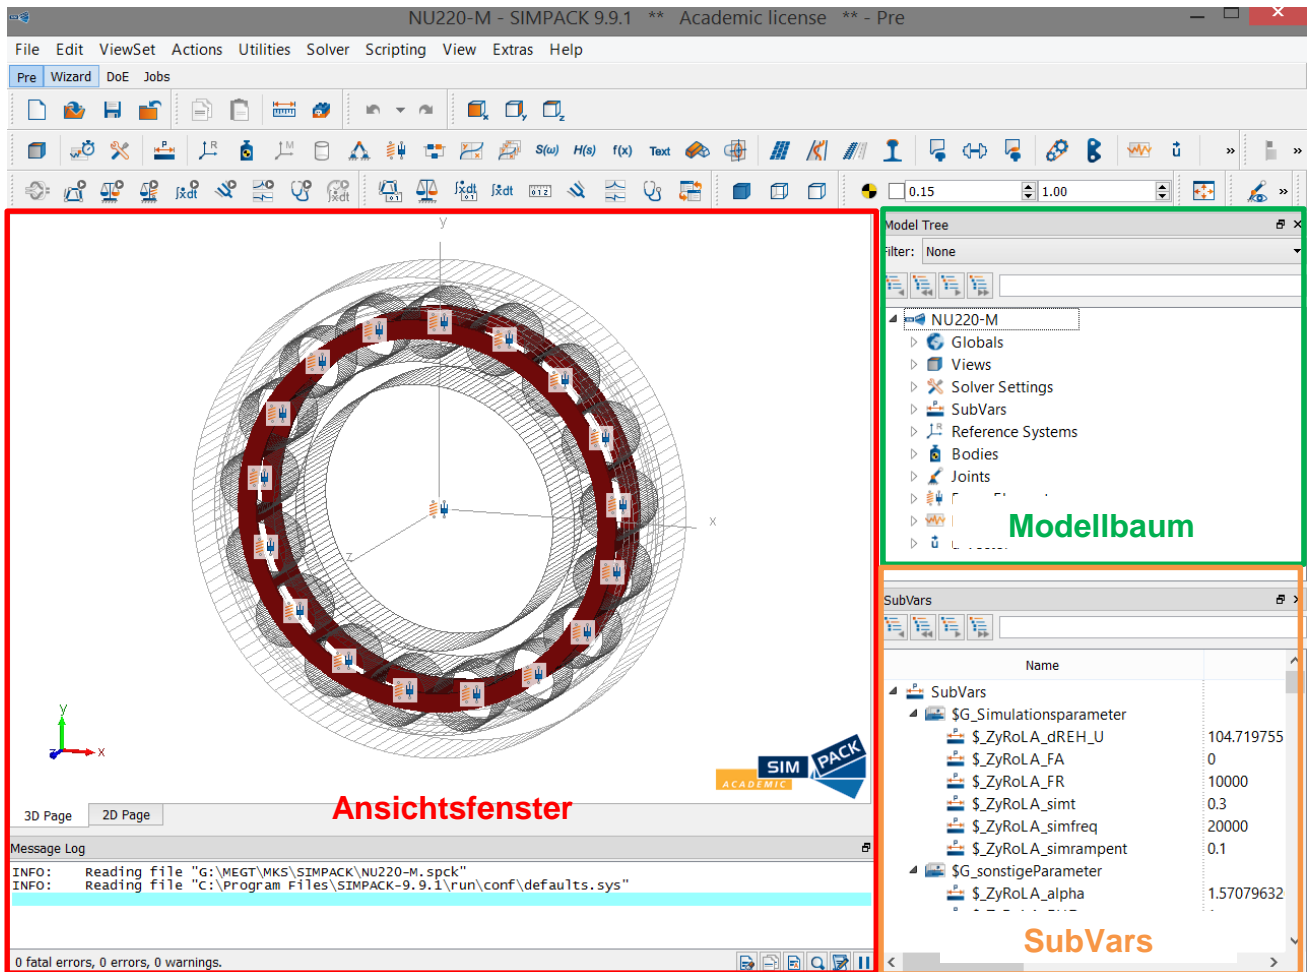 NU220-M - SIMPACK 9.9.1 ** Academic license ** - Pre
File Edit ViewSet Actions Utilities Solver Scripting View Extras Help
Pre Wizard DoE Jobs
S(ω) H(s) f(x) Text
0.15 1.00
y
x
z
y
x
z
SIM PACK
ACADEMIC
Ansichtsfenster
3D Page 2D Page
Message Log
INFO: Reading file "G:\MEGT\MKS\SIMPACK\NU220-M.spck"
INFO: Reading file "C:\Program Files\SIMPACK-9.9.1\run\conf\defaults.sys"
0 fatal errors, 0 errors, 0 warnings.
Model Tree
Filter: None
NU220-M
Globals
Views
Solver Settings
SubVars
Reference Systems
Bodies
Joints
Modellbaum
SubVars
Name
SubVars
$G_Simulationsparameter
$_ZyRoLA_dREH_U 104.719755
$_ZyRoLA_FA 0
$_ZyRoLA_FR 10000
$_ZyRoLA_simt 0.3
$_ZyRoLA_simfreq 20000
$_ZyRoLA_simrampent 0.1
$G_sonstigeParameter
$_ZyRoLA_alpha 1.57079632
SubVars